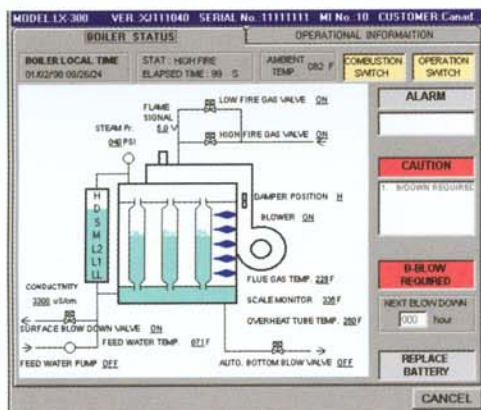 MODEL:LX-300 VER. XJ111040 SERIAL No. 11111111 MI No. 10 CUSTOMER:Canad
BOILER STATUS OPERATIONAL INFORMAITION
BOILER LOCAL TIME
STAT : HIGH FIRE
ELAPSED TIME : 99 S
AMBIENT TEMP. 082 F
COMBUSTION SWITCH
OPERATION SWITCH
FLAME SIGNAL
5.0 V
LOW FIRE GAS VALVE ON
HIGH FIRE GAS VALVE ON
STEAM Pr.
PSI
DAMPER POSITION H
BLOWER ON
H
D
S
M
L2
L1
LL
FLUE GAS TEMP. F
SCALE MONITOR F
OVERHEAT TUBE TEMP. F
CONDUCTIVITY
3300 uS/cm
SURFACE BLOW DOWN VALVE ON
FEED WATER TEMP. 071 F
FEED WATER PUMP OFF
AUTO. BOTTOM BLOW VALVE OFF
ALARM
CAUTION
1. B/DOWN REQUIRED
B-BLOW
REQUIRED
NEXT BLOW DOWN
000 hour
REPLACE
BATTERY
CANCEL